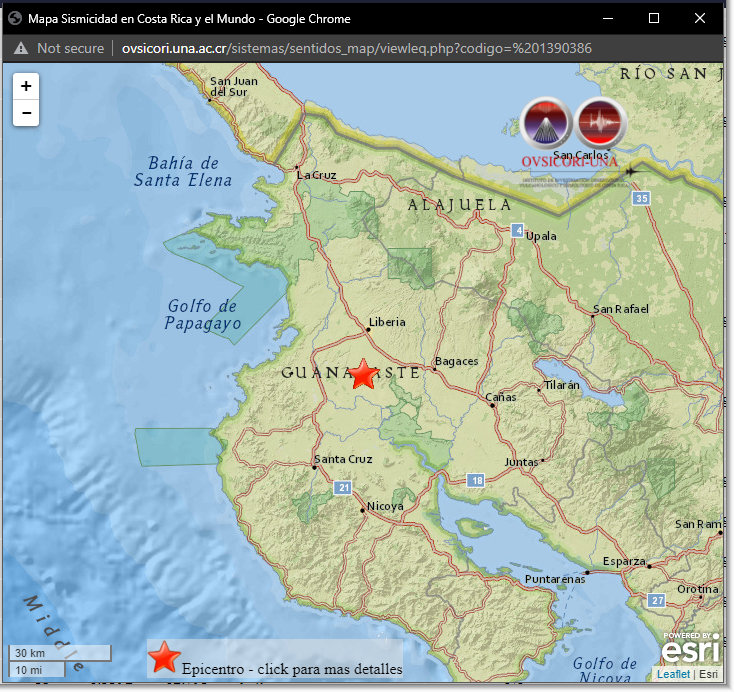 Mapa Sismicidad en Costa Rica y el Mundo - Google Chrome
Not secure | ovsicori.una.ac.cr/sistemas/sentidos_map/viewleq.php?codigo=%201390386
+
−
San Juan
del Sur
RÍO SAN J
Bahía de
Santa Elena
La Cruz
San Carlos
OVSICORI-UNA
ALAJUELA
35
4
Upala
Golfo de
Papagayo
Liberia
San Rafael
Bagaces
GUANACASTE
Tilarán
Cañas
Santa Cruz
Juntas
21
18
Nicoya
San Ram
Esparza
Puntarenas
Orotina
27
Middle
POWERED BY
esri
30 km
10 mi
Epicentro - click para mas detalles
Golfo de
Nicoya
Leaflet | Esri